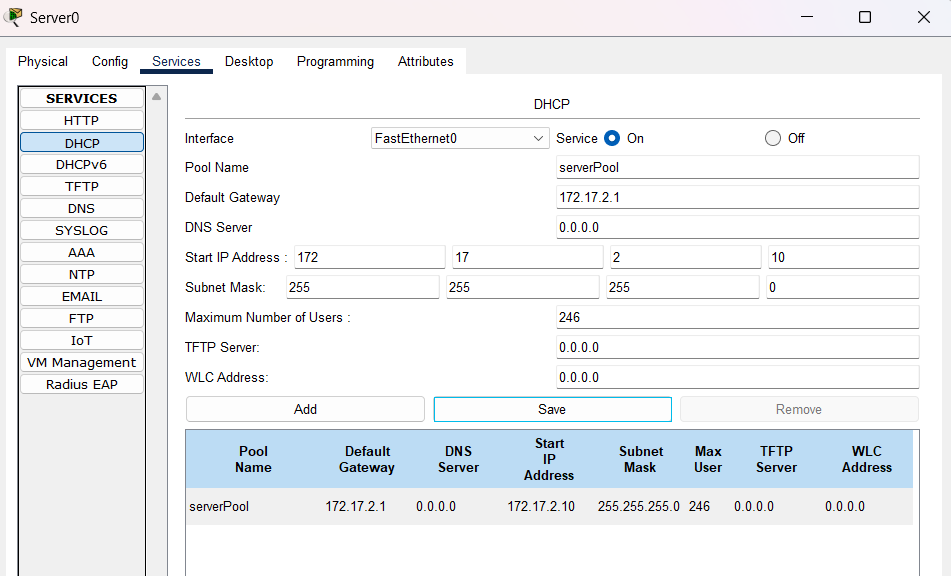 Server0
Physical Config Services Desktop Programming Attributes
SERVICES
HTTP
DHCP
DHCPv6
TFTP
DNS
SYSLOG
AAA
NTP
EMAIL
FTP
IoT
VM Management
Radius EAP
DHCP
Interface FastEthernet0 Service On Off
Pool Name serverPool
Default Gateway 172.17.2.1
DNS Server 0.0.0.0
Start IP Address : 172 17 2 10
Subnet Mask: 255 255 255 0
Maximum Number of Users : 246
TFTP Server: 0.0.0.0
WLC Address: 0.0.0.0
Add Save Remove
Pool Name Default Gateway DNS Server Start IP Address Subnet Mask Max User TFTP Server WLC Address
serverPool 172.17.2.1 0.0.0.0 172.17.2.10 255.255.255.0 246 0.0.0.0 0.0.0.0